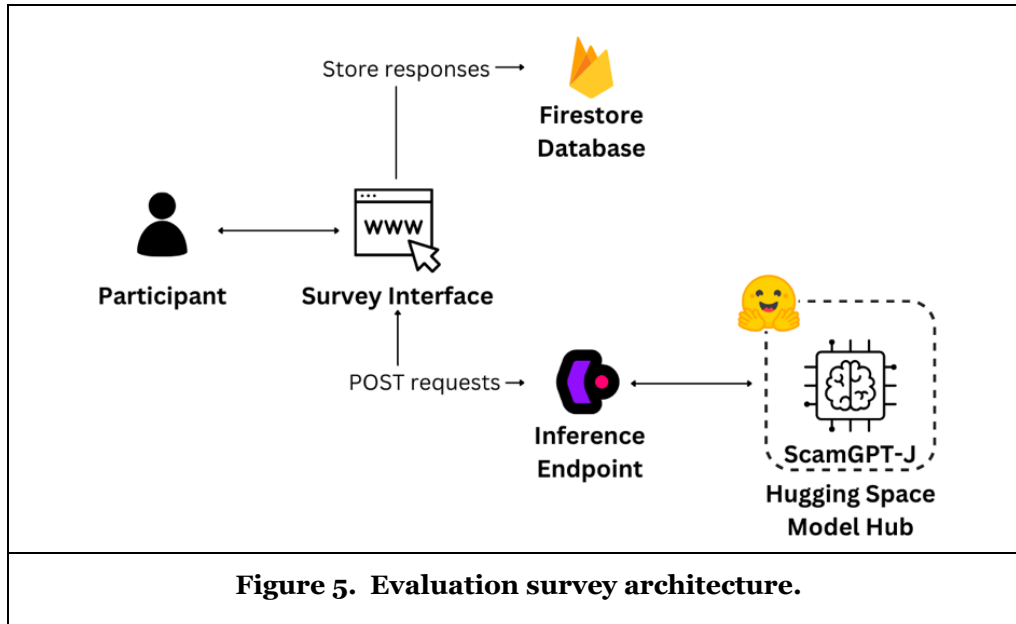 Store responses
Firestore
Database
www
Participant
Survey Interface
POST requests
Inference
Endpoint
ScamGPT-J
Hugging Space
Model Hub
Figure 5. Evaluation survey architecture.